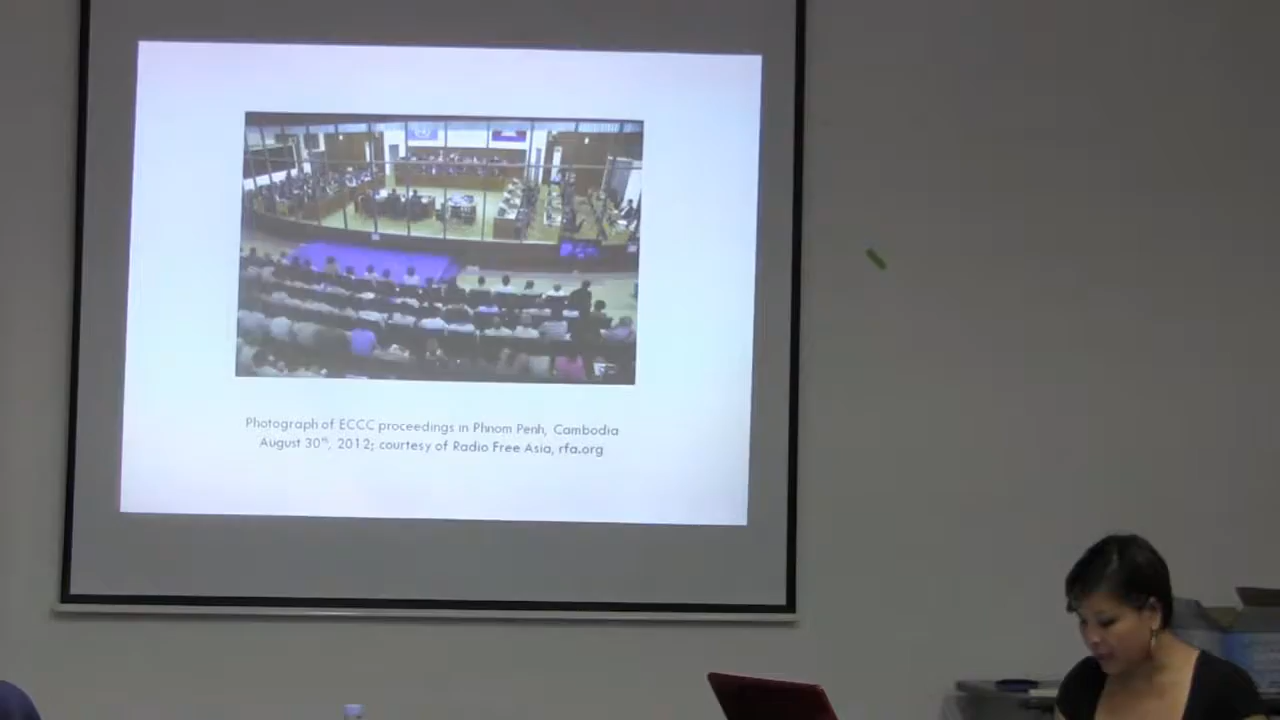 Photograph of ECCC proceedings in Phnom Penh, Cambodia
August 30th, 2012; courtesy of Radio Free Asia, rfa.org